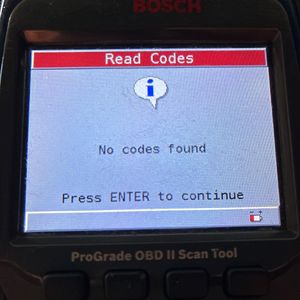 BOSCH
Read Codes
i
No codes found
Press ENTER to continue
ProGrade OBD II Scan Tool